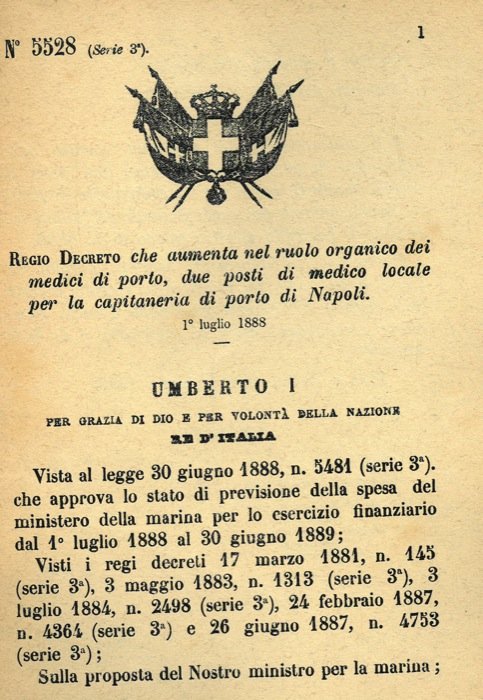 1
N° 5528 (Serie 3ª).
REGIO DECRETO che aumenta nel ruolo organico dei
medici di porto, due posti di medico locale
per la capitaneria di porto di Napoli.
1° luglio 1888
UMBERTO I
PER GRAZIA DI DIO E PER VOLONTÀ DELLA NAZIONE
RE D'ITALIA
Vista al legge 30 giugno 1888, n. 5481 (serie 3ª).
che approva lo stato di previsione della spesa del
ministero della marina per lo esercizio finanziario
dal 1° luglio 1888 al 30 giugno 1889;
Visti i regi decreti 17 marzo 1881, n. 145
(serie 3ª), 3 maggio 1883, n. 1313 (serie 3ª), 3
luglio 1884, n. 2498 (serie 3ª), 24 febbraio 1887,
n. 4364 (serie 3ª) e 26 giugno 1887, n. 4753
(serie 3ª);
Sulla proposta del Nostro ministro per la marina;